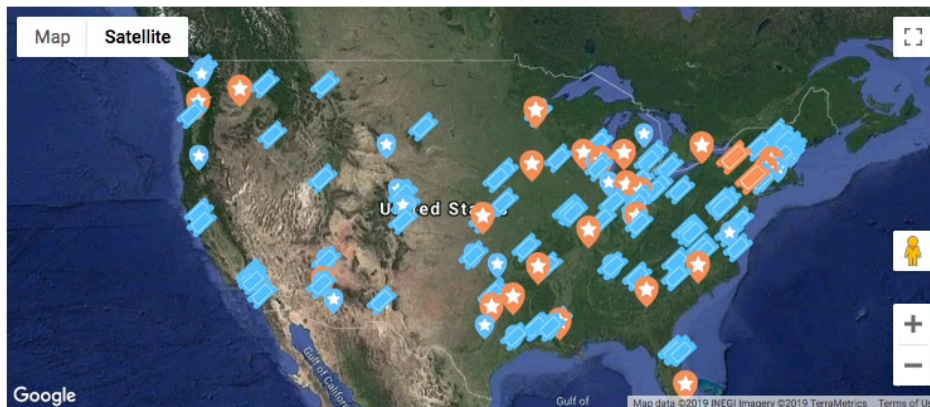 Map Satellite
United States
Gulf of California
Gulf of
Google
Map data ©2019 INEGI Imagery ©2019 TerraMetrics Terms of U